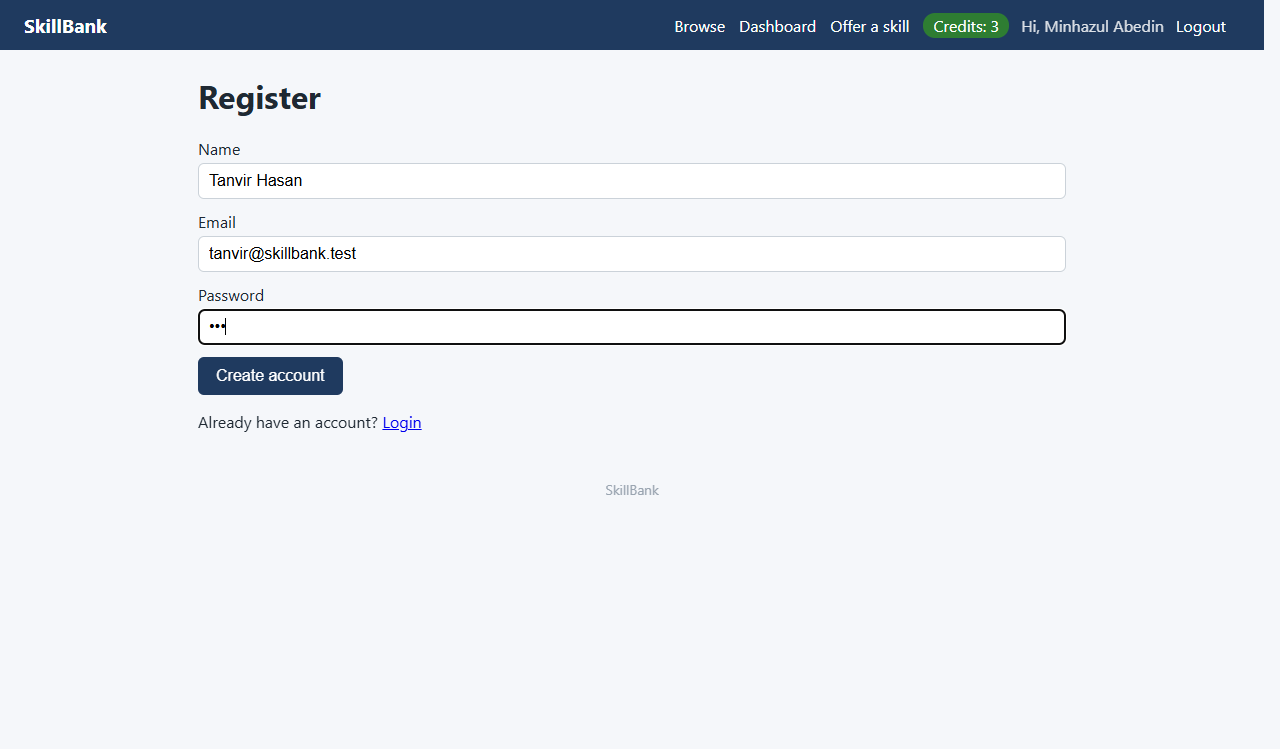 SkillBank Browse Dashboard Offer a skill Credits: 3 Hi, Minhazul Abedin Logout
Register
Name
Tanvir Hasan
Email
tanvir@skillbank.test
Password
•••
Create account
Already have an account? Login
SkillBank